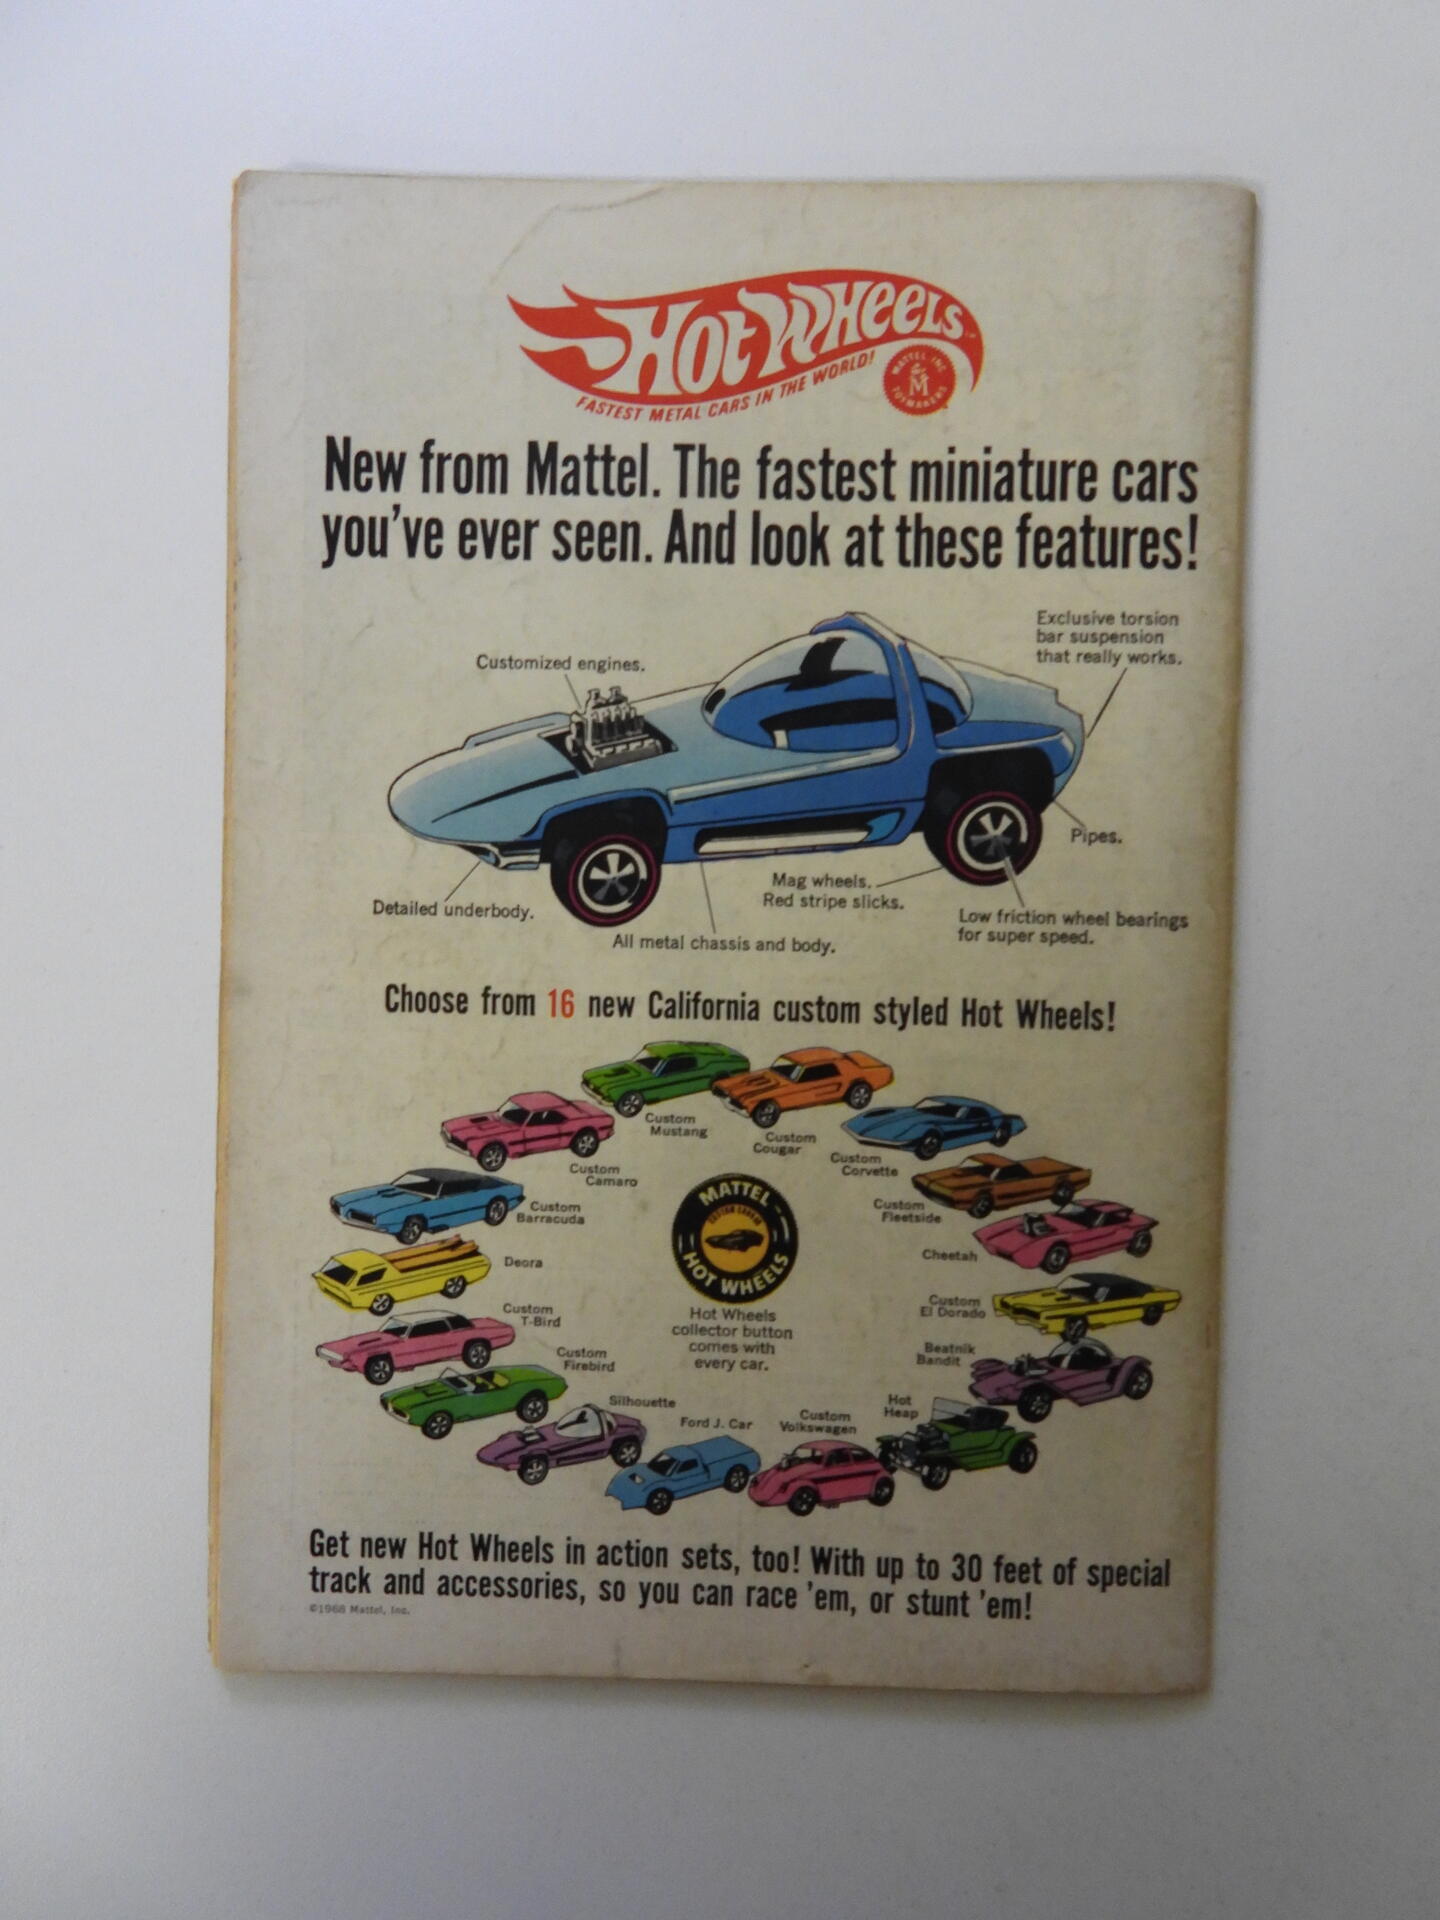 Hot Wheels
FASTEST METAL CARS IN THE WORLD!
MATTEL INC
M
TOYMAKERS
New from Mattel. The fastest miniature cars
you've ever seen. And look at these features!
Exclusive torsion
bar suspension
that really works.
Customized engines.
Pipes.
Mag wheels.
Red stripe slicks.
Detailed underbody.
Low friction wheel bearings
for super speed.
All metal chassis and body.
Choose from 16 new California custom styled Hot Wheels!
Custom
Mustang
Custom
Cougar
Custom
Camaro
Custom
Corvette
Custom
Barracuda
Custom
Fleetside
Deora
Cheetah
Custom
T-Bird
Custom
El Dorado
Custom
Firebird
Beatnik
Bandit
Silhouette
Ford J. Car
Custom
Volkswagen
Hot
Heap
MATTEL
HOT WHEELS
Hot Wheels
collector button
comes with
every car.
Get new Hot Wheels in action sets, too! With up to 30 feet of special
track and accessories, so you can race 'em, or stunt 'em!
©1968 Mattel, Inc.